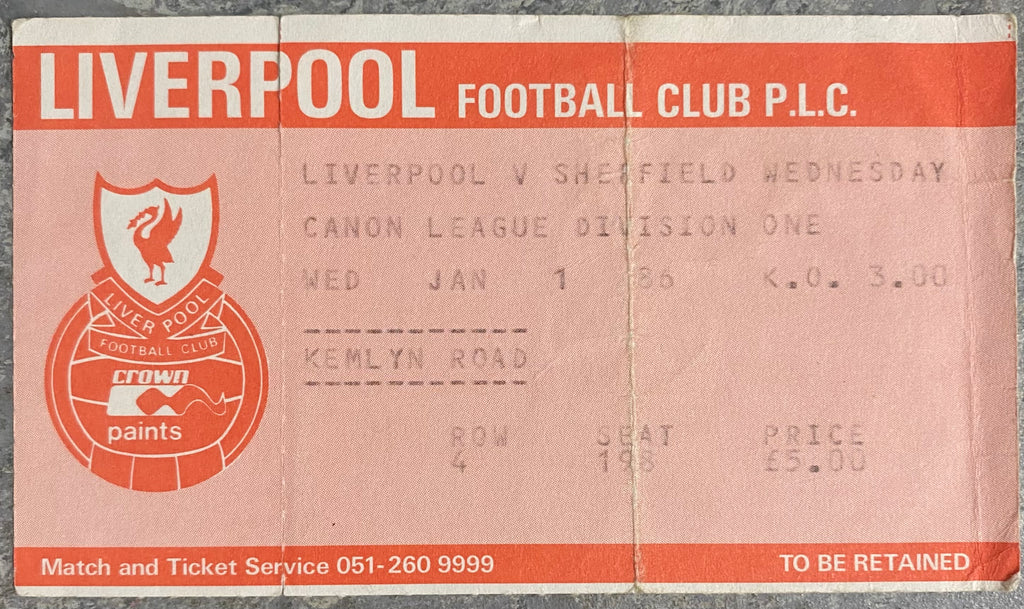 LIVERPOOL FOOTBALL CLUB P.L.C.
LIVERPOOL V SHEFFIELD WEDNESDAY
CANON LEAGUE DIVISION ONE
WED JAN 1 86 K.O. 3.00
KEMLYN ROAD
ROW SEAT PRICE
4 198 £5.00
LIVERPOOL
FOOTBALL CLUB
crown
paints
Match and Ticket Service 051-260 9999 TO BE RETAINED